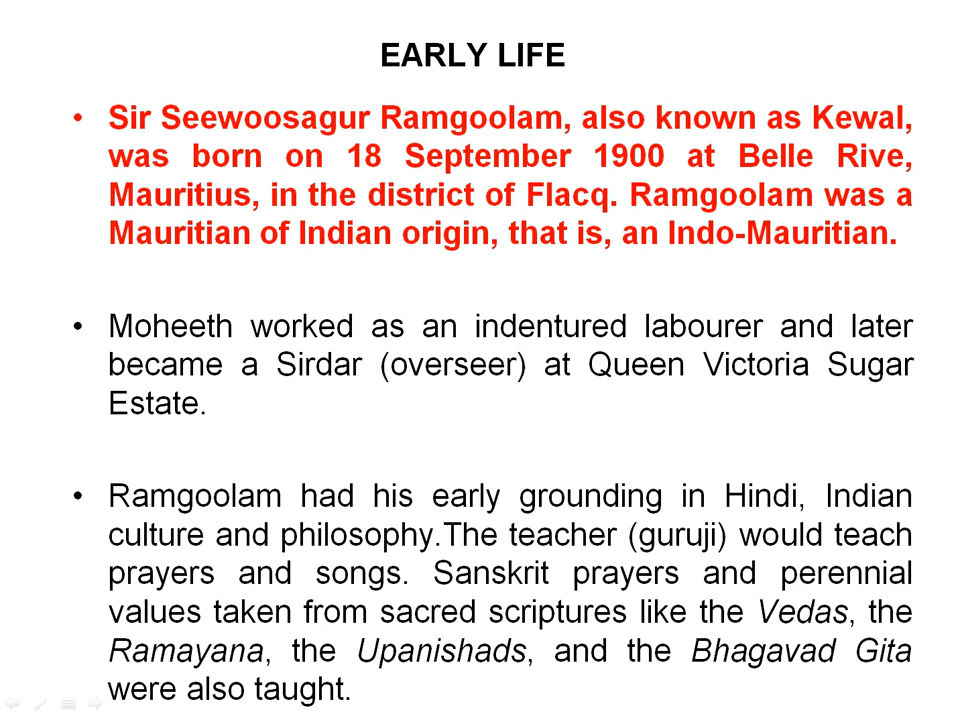 EARLY LIFE
• Sir Seewoosagur Ramgoolam, also known as Kewal,
was born on 18 September 1900 at Belle Rive,
Mauritius, in the district of Flacq. Ramgoolam was a
Mauritian of Indian origin, that is, an Indo-Mauritian.
• Moheeth worked as an indentured labourer and later
became a Sirdar (overseer) at Queen Victoria Sugar
Estate.
• Ramgoolam had his early grounding in Hindi, Indian
culture and philosophy.The teacher (guruji) would teach
prayers and songs. Sanskrit prayers and perennial
values taken from sacred scriptures like the Vedas, the
Ramayana, the Upanishads, and the Bhagavad Gita
were also taught.